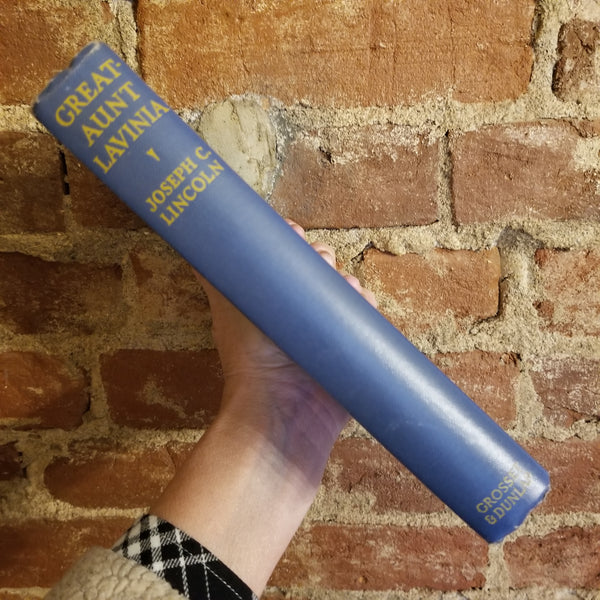 GREAT-
AUNT
LAVINIA
JOSEPH C.
LINCOLN
GROSSET
& DUNLAP